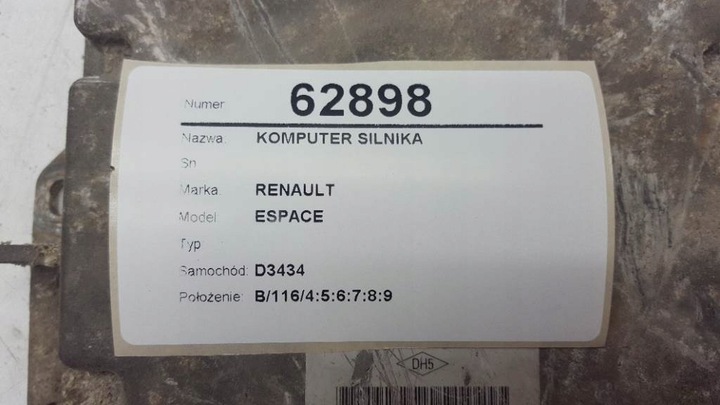 Numer: 62898
Nazwa: KOMPUTER SILNIKA
Sn
Marka: RENAULT
Model: ESPACE
Typ
Samochód: D3434
Położenie: B/116/4:5:6:7:8:9
DH5